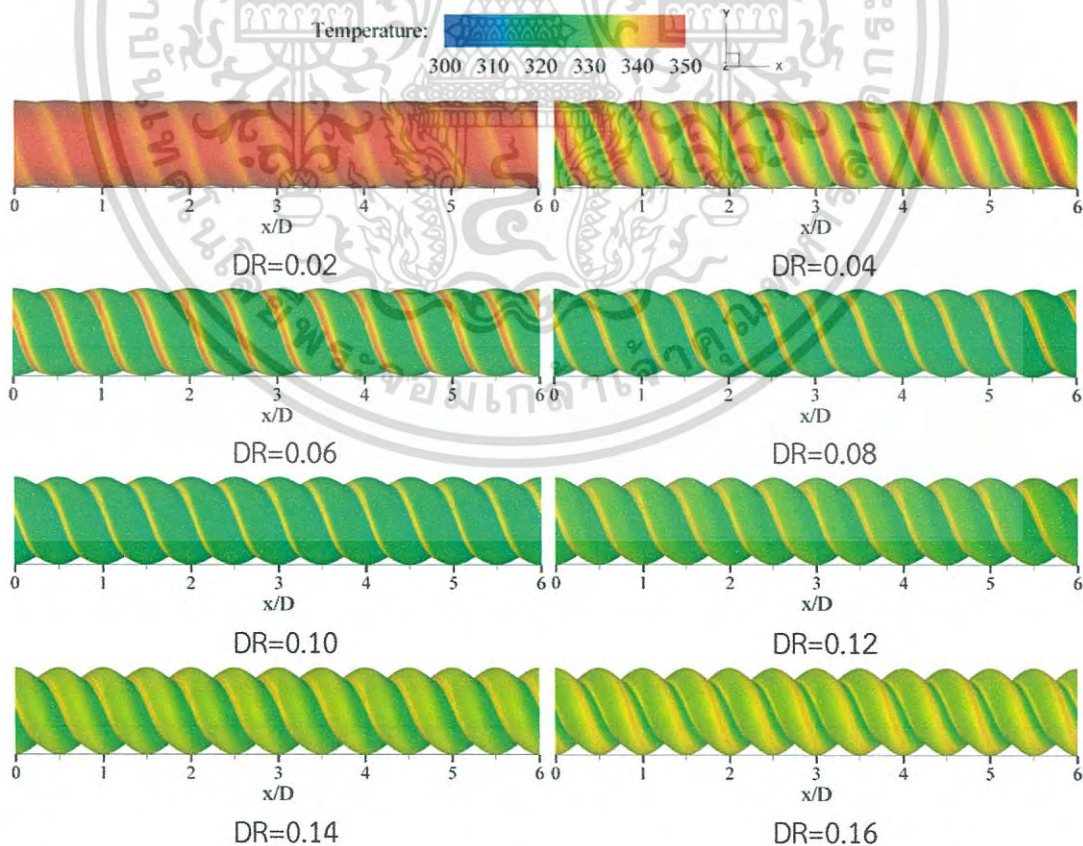 Temperature:
300 310 320 330 340 350
Y
Z X
0 1 2 3 4 5 6
x/D
DR=0.02
0 1 2 3 4 5 6
x/D
DR=0.04
0 1 2 3 4 5 6
x/D
DR=0.06
0 1 2 3 4 5 6
x/D
DR=0.08
0 1 2 3 4 5 6
x/D
DR=0.10
0 1 2 3 4 5 6
x/D
DR=0.12
0 1 2 3 4 5 6
x/D
DR=0.14
0 1 2 3 4 5 6
x/D
DR=0.16